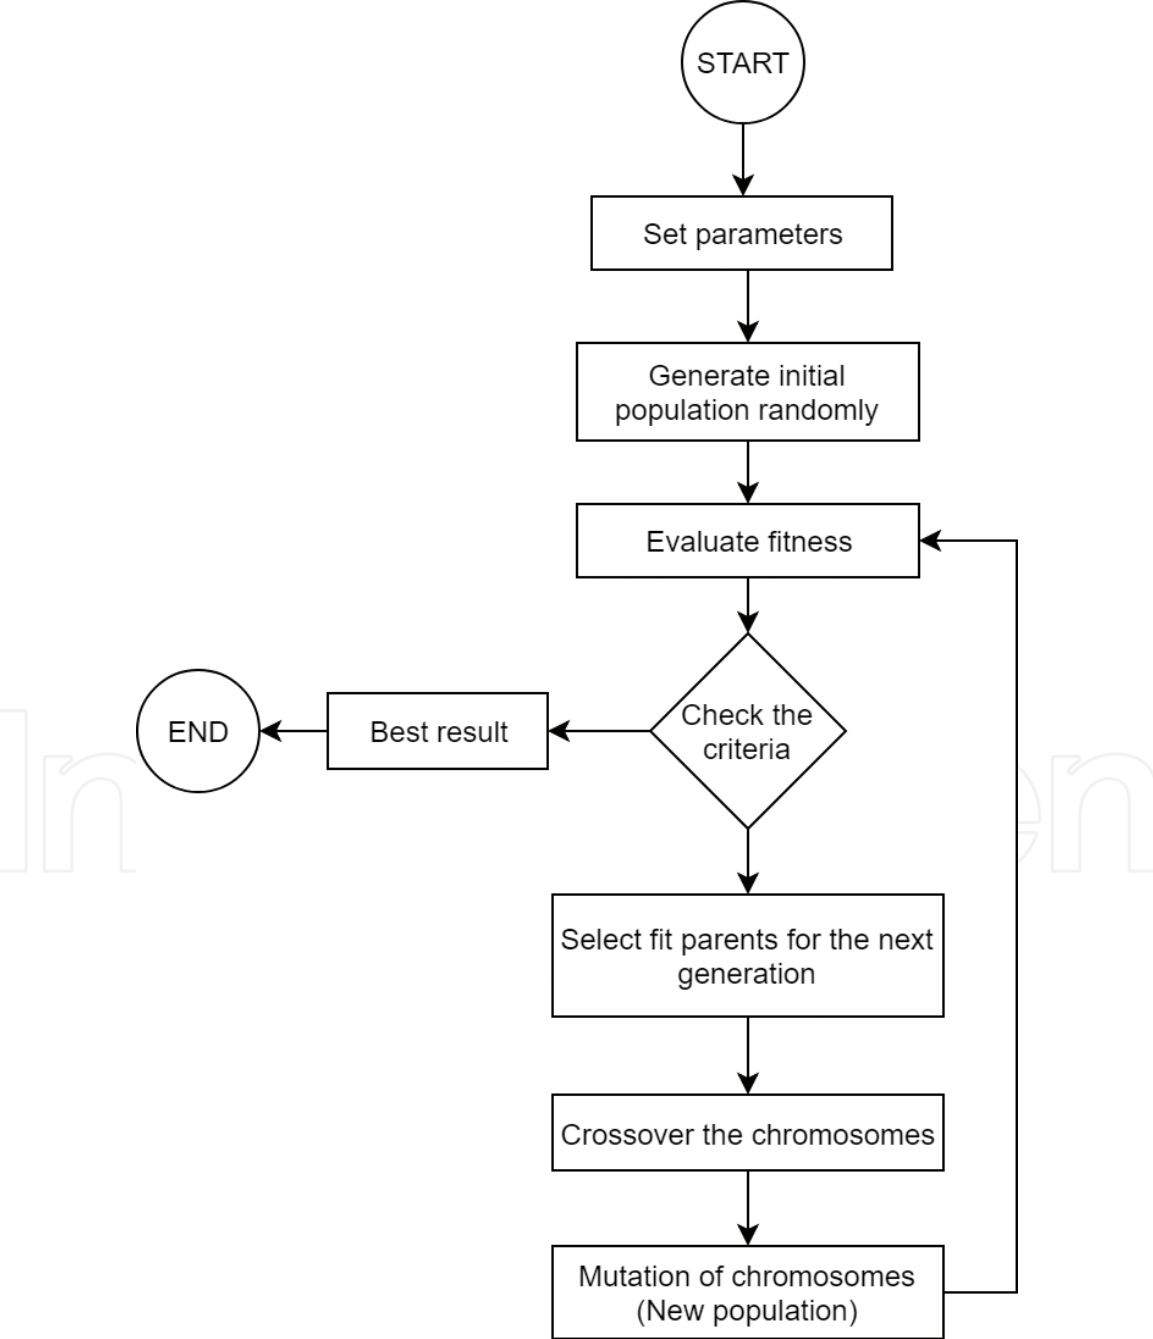 START
Set parameters
Generate initial
population randomly
Evaluate fitness
Check the
criteria
Best result
END
Select fit parents for the next
generation
Crossover the chromosomes
Mutation of chromosomes
(New population)